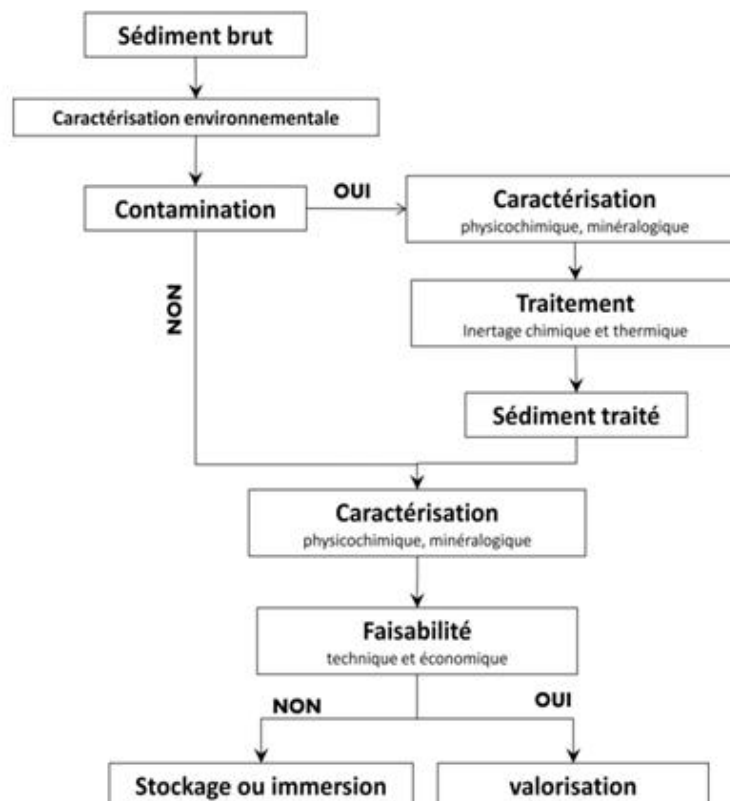 Sédiment brut
Caractérisation environnementale
Contamination
OUI
Caractérisation
physicochimique, minéralogique
NON
Traitement
Inertage chimique et thermique
Sédiment traité
Caractérisation
physicochimique, minéralogique
Faisabilité
technique et économique
NON
OUI
Stockage ou immersion
valorisation